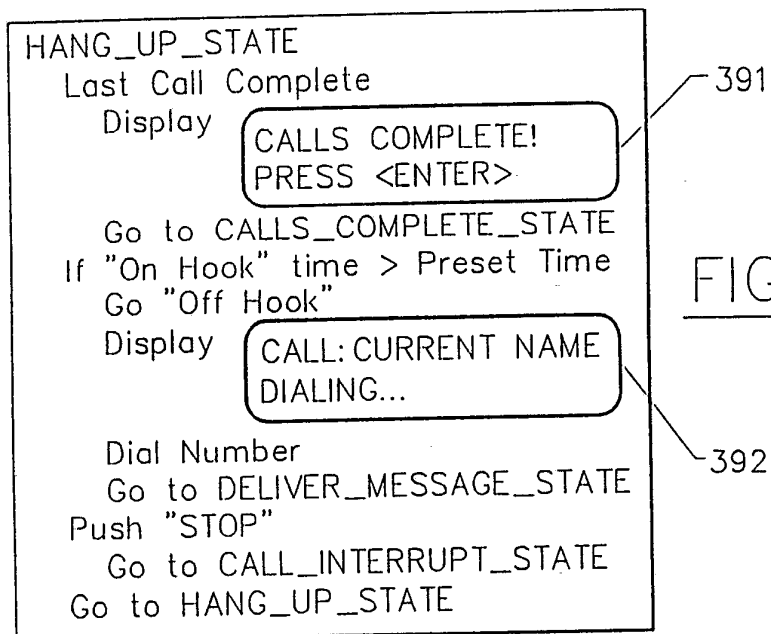 HANG_UP_STATE
Last Call Complete
Display
CALLS COMPLETE!
PRESS <ENTER>
391
Go to CALLS_COMPLETE_STATE
If "On Hook" time > Preset Time
Go "Off Hook"
FIG
Display
CALL: CURRENT NAME
DIALING...
392
Dial Number
Go to DELIVER_MESSAGE_STATE
Push "STOP"
Go to CALL_INTERRUPT_STATE
Go to HANG_UP_STATE